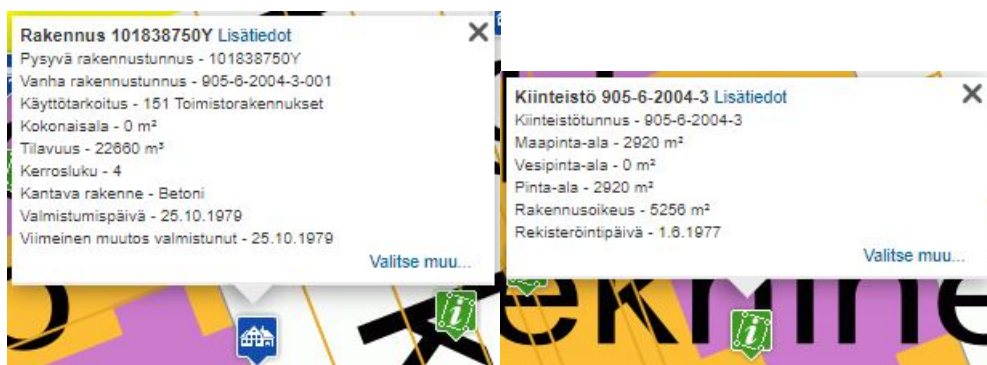 Rakennus 101838750Y Lisätiedot
Pysyvä rakennustunnus - 101838750Y
Vanha rakennustunnus - 905-6-2004-3-001
Käyttötarkoitus - 151 Toimistorakennukset
Kokonaisala - 0 m²
Tilavuus - 22660 m³
Kerrosluku - 4
Kantava rakenne - Betoni
Valmistumispäivä - 25.10.1979
Viimeinen muutos valmistunut - 25.10.1979
Valitse muu...
Kiinteistö 905-6-2004-3 Lisätiedot
Kiinteistötunnus - 905-6-2004-3
Maapinta-ala - 2920 m²
Vesipinta-ala - 0 m²
Pinta-ala - 2920 m²
Rakennusoikeus - 5256 m²
Rekisteröintipäivä - 1.6.1977
Valitse muu...